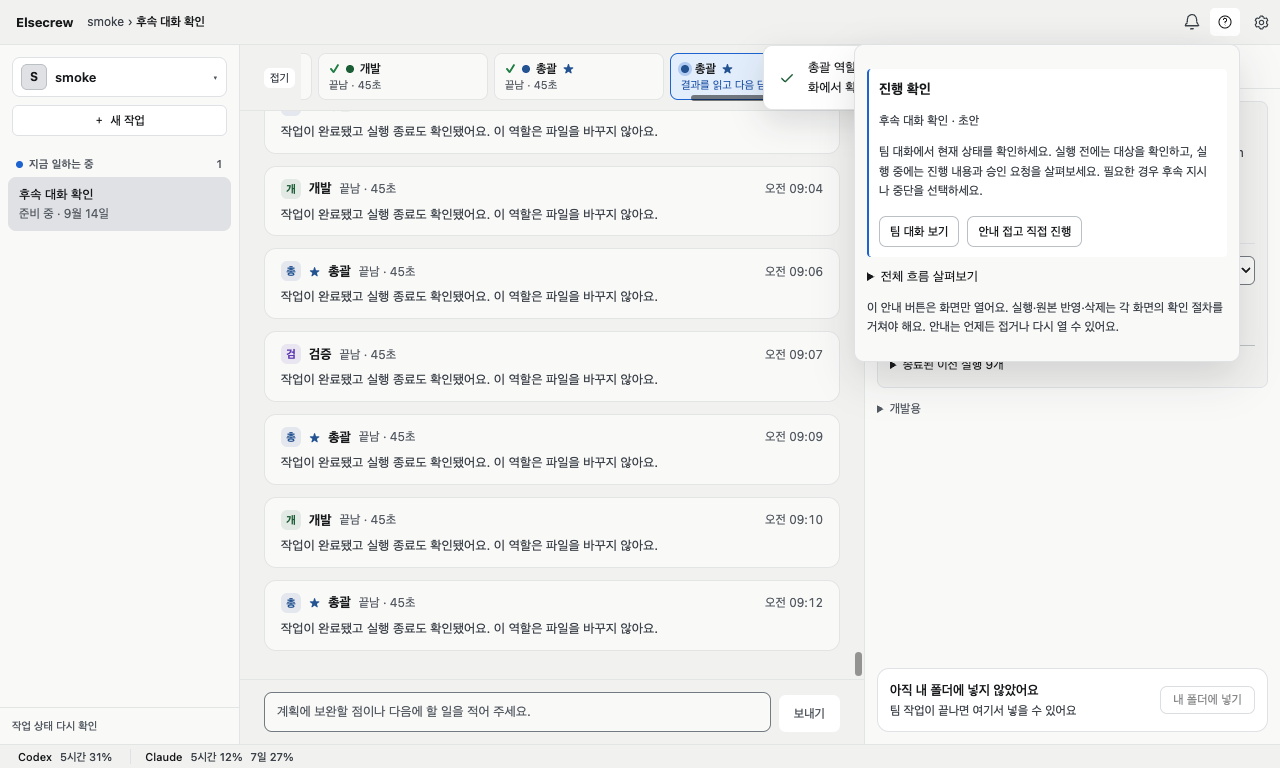 Elsecrew smoke › 후속 대화 확인
S smoke
+ 새 작업
지금 일하는 중 1
후속 대화 확인
준비 중 · 9월 14일
작업 상태 다시 확인
접기
개발
끝남 · 45초
총괄
끝남 · 45초
총괄
결과를 읽고 다음
총괄
작업이 완료됐고 실행 종료도 확인됐어요. 이 역할은 파일을 바꾸지 않아요.
개 개발 끝남 · 45초 오전 09:04
작업이 완료됐고 실행 종료도 확인됐어요. 이 역할은 파일을 바꾸지 않아요.
총 총괄 끝남 · 45초 오전 09:06
작업이 완료됐고 실행 종료도 확인됐어요. 이 역할은 파일을 바꾸지 않아요.
검 검증 끝남 · 45초 오전 09:07
작업이 완료됐고 실행 종료도 확인됐어요. 이 역할은 파일을 바꾸지 않아요.
총 총괄 끝남 · 45초 오전 09:09
작업이 완료됐고 실행 종료도 확인됐어요. 이 역할은 파일을 바꾸지 않아요.
개 개발 끝남 · 45초 오전 09:10
작업이 완료됐고 실행 종료도 확인됐어요. 이 역할은 파일을 바꾸지 않아요.
총 총괄 끝남 · 45초 오전 09:12
작업이 완료됐고 실행 종료도 확인됐어요. 이 역할은 파일을 바꾸지 않아요.
계획에 보완할 점이나 다음에 할 일을 적어 주세요.
보내기
진행 확인
후속 대화 확인 · 초안
팀 대화에서 현재 상태를 확인하세요. 실행 전에는 대상을 확인하고, 실
행 중에는 진행 내용과 승인 요청을 살펴보세요. 필요한 경우 후속 지시
나 중단을 선택하세요.
팀 대화 보기 안내 접고 직접 진행
전체 흐름 살펴보기
이 안내 버튼은 화면만 열어요. 실행·원본 반영·삭제는 각 화면의 확인 절차를
거쳐야 해요. 안내는 언제든 접거나 다시 열 수 있어요.
종료된 이전 실행 9개
개발용
아직 내 폴더에 넣지 않았어요
팀 작업이 끝나면 여기서 넣을 수 있어요
내 폴더에 넣기
Codex 5시간 31% Claude 5시간 12% 7일 27%